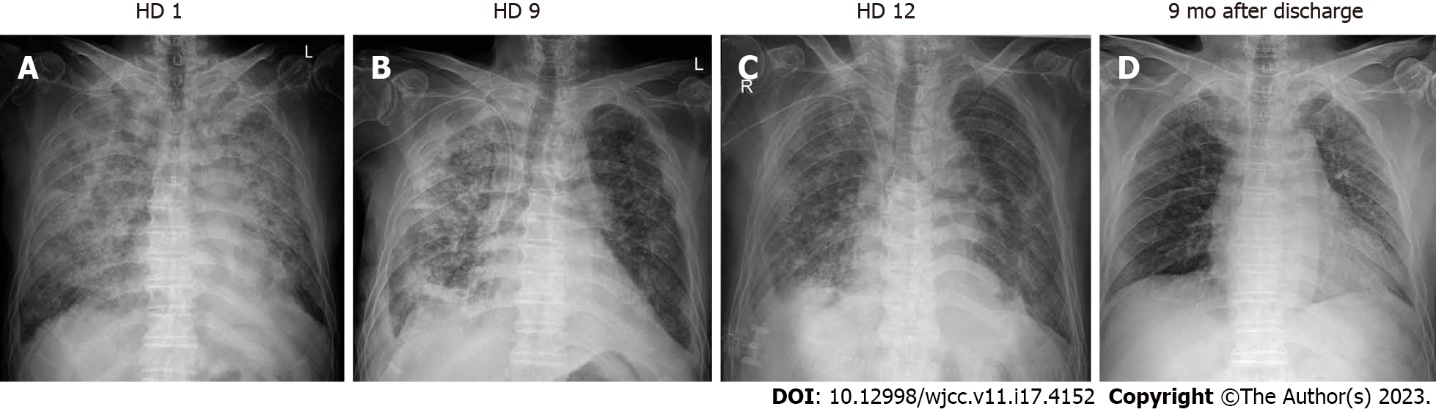 HD 1
HD 9
HD 12
9 mo after discharge
A
L
B
L
C
R
D
DOI: 10.12998/wjcc.v11.i17.4152 Copyright ©The Author(s) 2023.